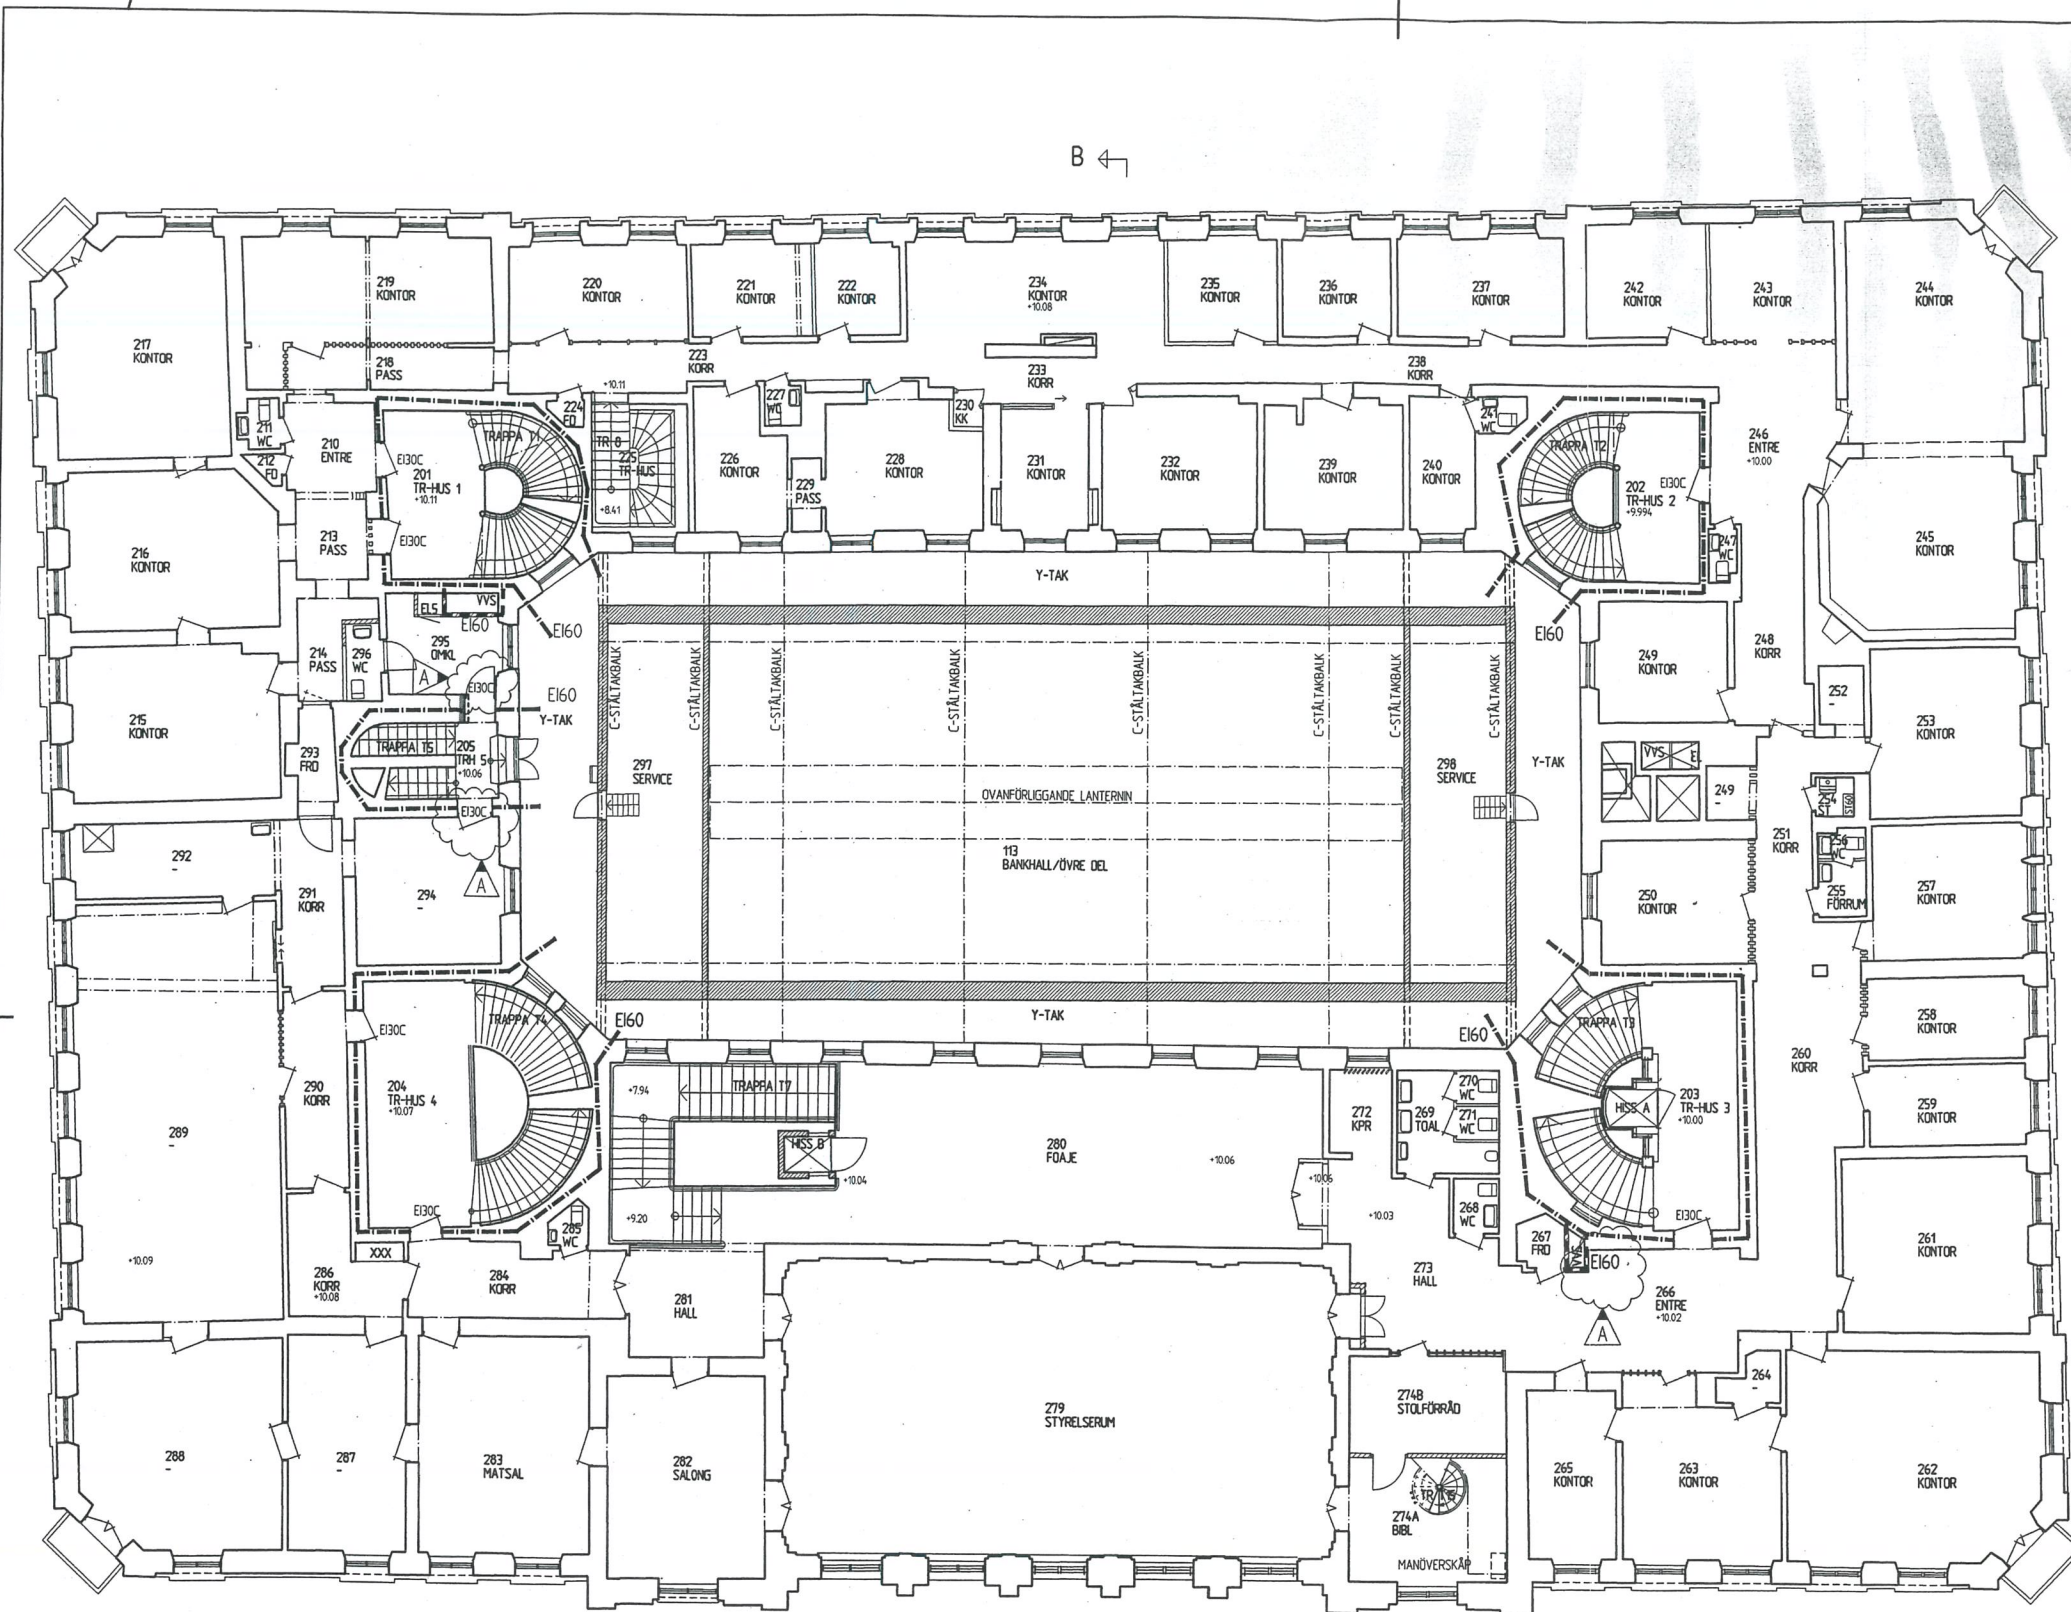 B
219
KONTOR
220
KONTOR
221
KONTOR
222
KONTOR
234
KONTOR
+10.08
235
KONTOR
236
KONTOR
237
KONTOR
242
KONTOR
243
KONTOR
244
KONTOR
217
KONTOR
218
PASS
223
KORR
233
KORR
238
KORR
+10.11
211
WC
212
FD
210
ENTRE
TRAPPA T1
EI30C
201
TR-HUS 1
+10.11
EI30C
224
FD
TR 8
225
TR-HUS
+8.41
227
WC
226
KONTOR
229
PASS
228
KONTOR
230
KK
231
KONTOR
232
KONTOR
239
KONTOR
240
KONTOR
241
WC
TRAPPA T2
EI30C
202
TR-HUS 2
+9.994
246
ENTRE
+10.00
247
WC
245
KONTOR
216
KONTOR
213
PASS
Y-TAK
ELS
VVS
EI60
EI60
EI60
295
OMKL
214
PASS
296
WC
A
EI30C
EI60
Y-TAK
215
KONTOR
293
FRD
TRAPPA T5
205
TRH 5
+10.06
EI30C
A
C-STÅLTAKBALK
C-STÅLTAKBALK
C-STÅLTAKBALK
C-STÅLTAKBALK
C-STÅLTAKBALK
C-STÅLTAKBALK
C-STÅLTAKBALK
C-STÅLTAKBALK
297
SERVICE
298
SERVICE
OVANFÖRLIGGANDE LANTERNIN
113
BANKHALL/ÖVRE DEL
Y-TAK
249
KONTOR
248
KORR
252
-
253
KONTOR
VVS
EL
249
-
251
KORR
254
ST
256
WC
255
FÖRRUM
250
KONTOR
257
KONTOR
292
-
291
KORR
294
-
258
KONTOR
259
KONTOR
260
KORR
Y-TAK
EI60
EI60
TRAPPA T4
EI30C
204
TR-HUS 4
+10.07
EI30C
290
KORR
289
-
+10.09
+7.94
TRAPPA T7
HISS B
+10.04
+9.20
280
FOAJE
+10.06
+10.06
272
KPR
270
WC
269
TOAL
271
WC
268
WC
+10.03
TRAPPA T3
HISS A
203
TR-HUS 3
+10.00
EI30C
267
FRD
VVS
EI60
261
KONTOR
273
HALL
266
ENTRE
+10.02
A
285
WC
XXX
286
KORR
+10.08
284
KORR
281
HALL
264
-
288
-
287
-
283
MATSAL
282
SALONG
279
STYRELSERUM
274B
STOLFÖRRÅD
274A
BIBL
MANÖVERSKÅP
265
KONTOR
263
KONTOR
262
KONTOR